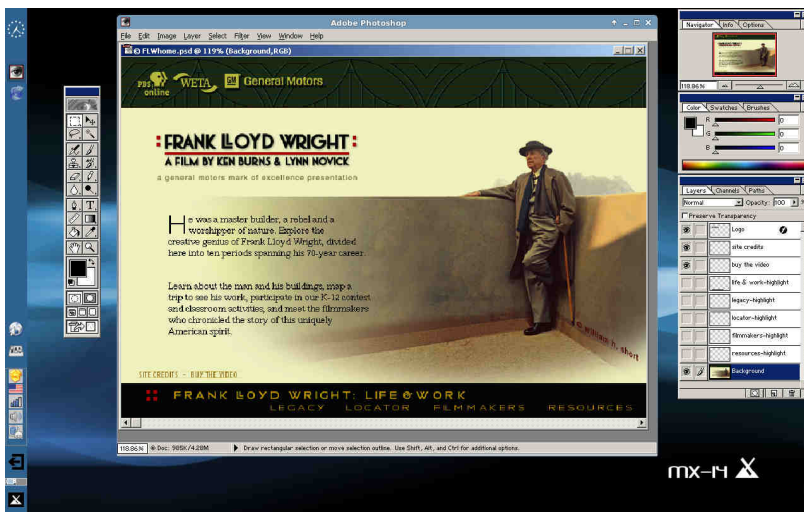 Adobe Photoshop
File Edit Image Layer Select Filter View Window Help
FLWhome.psd @ 119% (Background,RGB)
PBS online WETA GM General Motors
FRANK LLOYD WRIGHT
A FILM BY KEN BURNS & LYNN NOVICK
a general motors mark of excellence presentation
He was a master builder, a rebel and a
worshipper of nature. Explore the
creative genius of Frank Lloyd Wright, divided
here into ten periods spanning his 70-year career.
Learn about the man and his buildings, map a
trip to see his work, participate in our K-12 contest
and classroom activities, and meet the filmmakers
who chronicled the story of this uniquely
American spirit.
© william h. short
SITE CREDITS - BUY THE VIDEO
FRANK LLOYD WRIGHT: LIFE & WORK
LEGACY LOCATOR FILMMAKERS RESOURCES
118.86% Doc: 985K/4.28M Draw rectangular selection or move selection outline. Use Shift, Alt, and Ctrl for additional options.
Navigator Info Options
118.86%
Color Swatches Brushes
R 0
G 0
B 0
Layers Channels Paths
Normal Opacity: 100 %
Preserve Transparency
Logo
site credits
buy the video
life & work-highlight
legacy-highlight
locator-highlight
filmmakers-highlight
resources-highlight
Background
mx-14